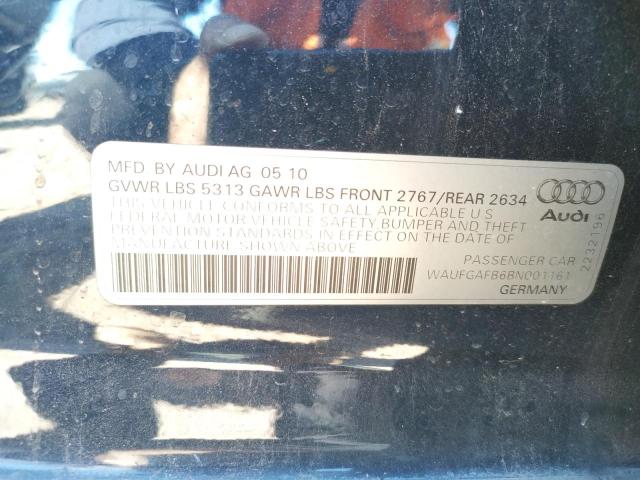 MFD BY AUDI AG 05 10
GVWR LBS 5313 GAWR LBS FRONT 2767/REAR 2634
THIS VEHICLE CONFORMS TO ALL APPLICABLE U S
FEDERAL MOTOR VEHICLE SAFETY BUMPER AND THEFT
PREVENTION STANDARDS IN EFFECT ON THE DATE OF
MANUFACTURE SHOWN ABOVE
Audi
2232196
PASSENGER CAR
WAUFGAFB6BN001161
GERMANY